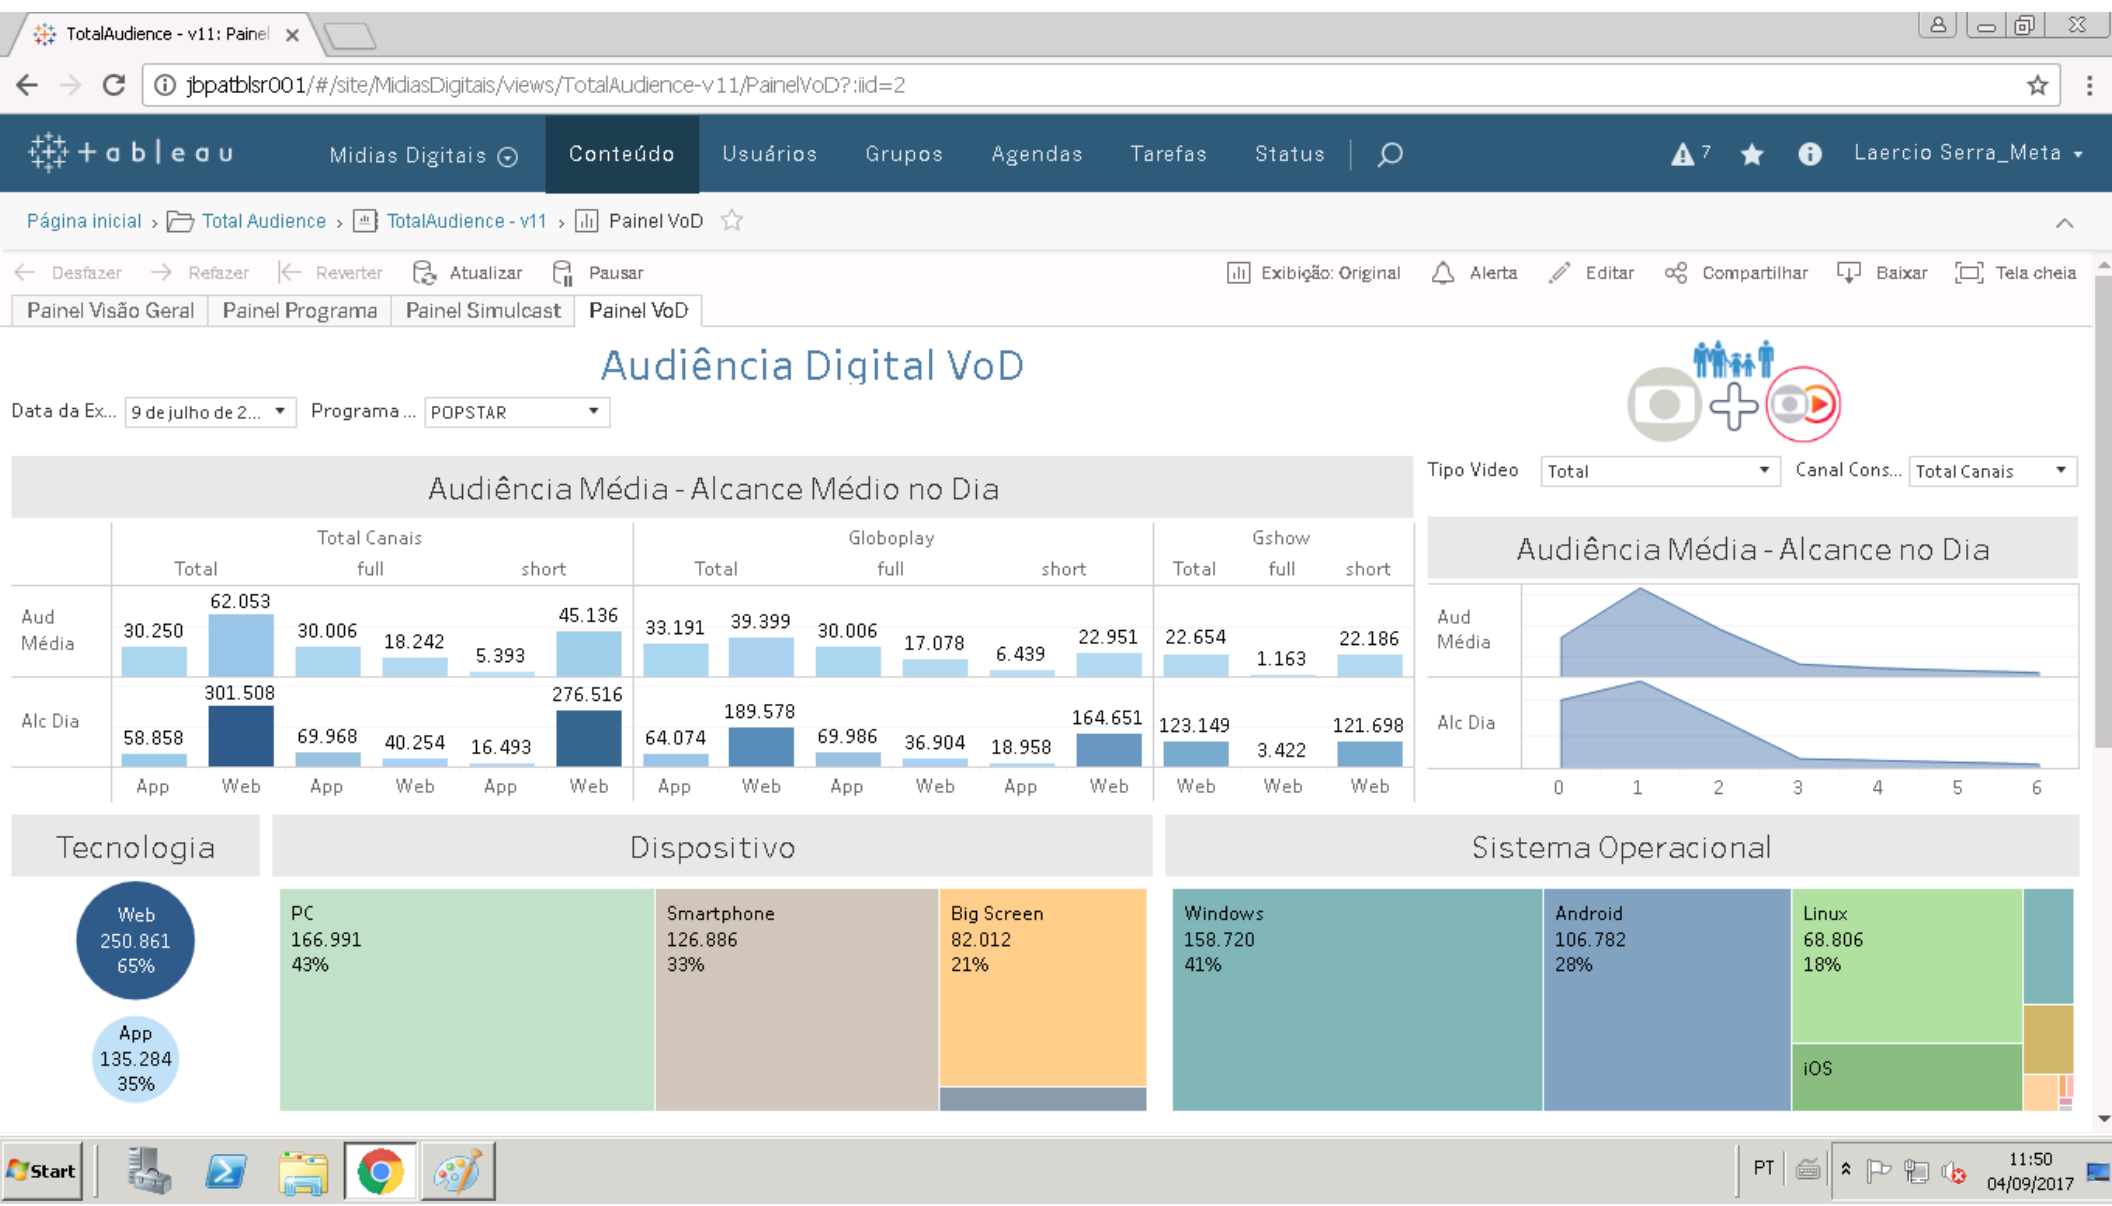 TotalAudience - v11: Painel
jbpatblsr001/#/site/MidiasDigitais/views/TotalAudience-v11/PainelVoD?:iid=2
+ableau Midias Digitais Conteúdo Usuários Grupos Agendas Tarefas Status 7 Laercio Serra_Meta
Página inicial > Total Audience > TotalAudience - v11 > Painel VoD
Desfazer Refazer Reverter Atualizar Pausar Exibição: Original Alerta Editar Compartilhar Baixar Tela cheia
Painel Visão Geral Painel Programa Painel Simulcast Painel VoD
Audiência Digital VoD
Data da Ex... 9 de julho de 2... Programa ... POPSTAR
Tipo Video Total Canal Cons... Total Canais
Audiência Média - Alcance Médio no Dia
Total Canais Globoplay Gshow
Total full short Total full short Total full short
Aud Média
30.250 62.053 30.006 18.242 5.393 45.136 33.191 39.399 30.006 17.078 6.439 22.951 22.654 1.163 22.186
Alc Dia
58.858 301.508 69.968 40.254 16.493 276.516 64.074 189.578 69.986 36.904 18.958 164.651 123.149 3.422 121.698
App Web App Web App Web App Web App Web App Web Web Web Web
Audiência Média - Alcance no Dia
Aud
Média
Alc Dia
0 1 2 3 4 5 6
Tecnologia
Web
250.861
65%
App
135.284
35%
Dispositivo
PC
166.991
43%
Smartphone
126.886
33%
Big Screen
82.012
21%
Sistema Operacional
Windows
158.720
41%
Android
106.782
28%
Linux
68.806
18%
iOS
Start PT 11:50
04/09/2017